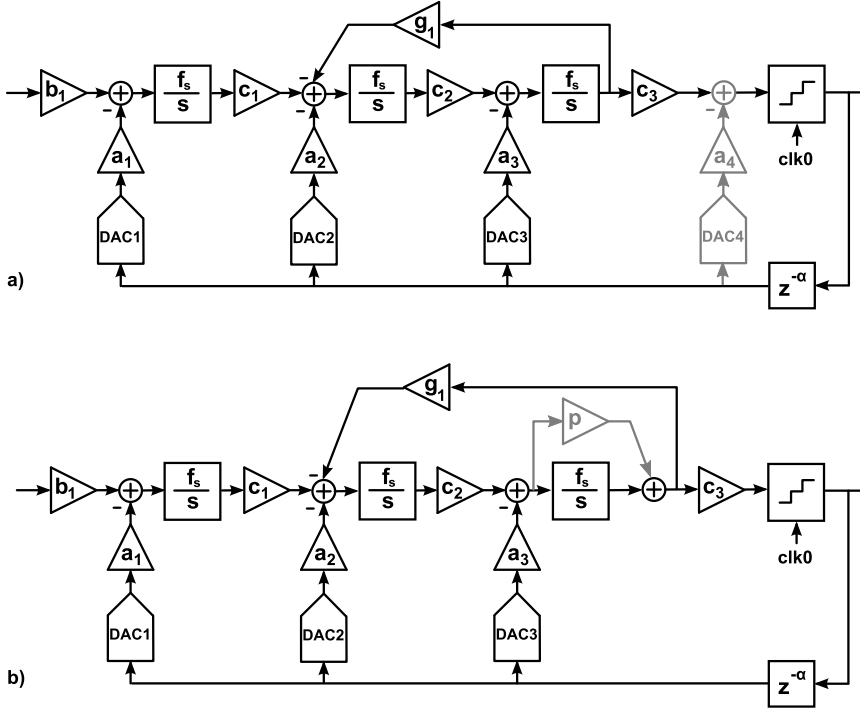 g₁
b₁ fₛ/s c₁ fₛ/s c₂ fₛ/s c₃
a₁ a₂ a₃ a₄ clk0
DAC1 DAC2 DAC3 DAC4
a) z⁻ᵅ
g₁
p
b₁ fₛ/s c₁ fₛ/s c₂ fₛ/s c₃
a₁ a₂ a₃ clk0
DAC1 DAC2 DAC3
b) z⁻ᵅ